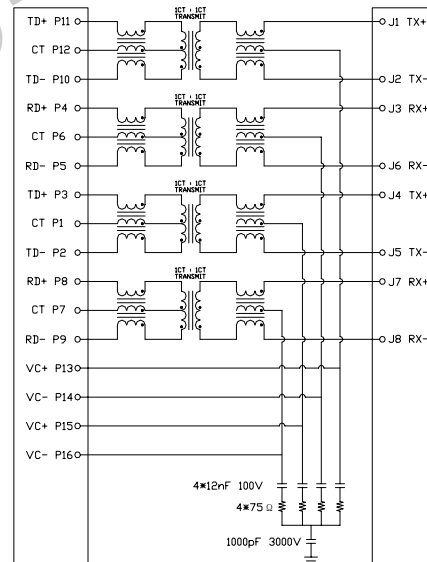 1CT : 1CT
TRANSMIT
TD+ P11
J1 TX+
CT P12
TD- P10
J2 TX-
1CT : 1CT
TRANSMIT
RD+ P4
J3 RX+
CT P6
RD- P5
J6 RX-
1CT : 1CT
TRANSMIT
TD+ P3
J4 TX+
CT P1
TD- P2
J5 TX-
1CT : 1CT
TRANSMIT
RD+ P8
J7 RX+
CT P7
RD- P9
J8 RX-
VC+ P13
VC- P14
VC+ P15
VC- P16
4*12nF 100V
4*75 Ω
1000pF 3000V